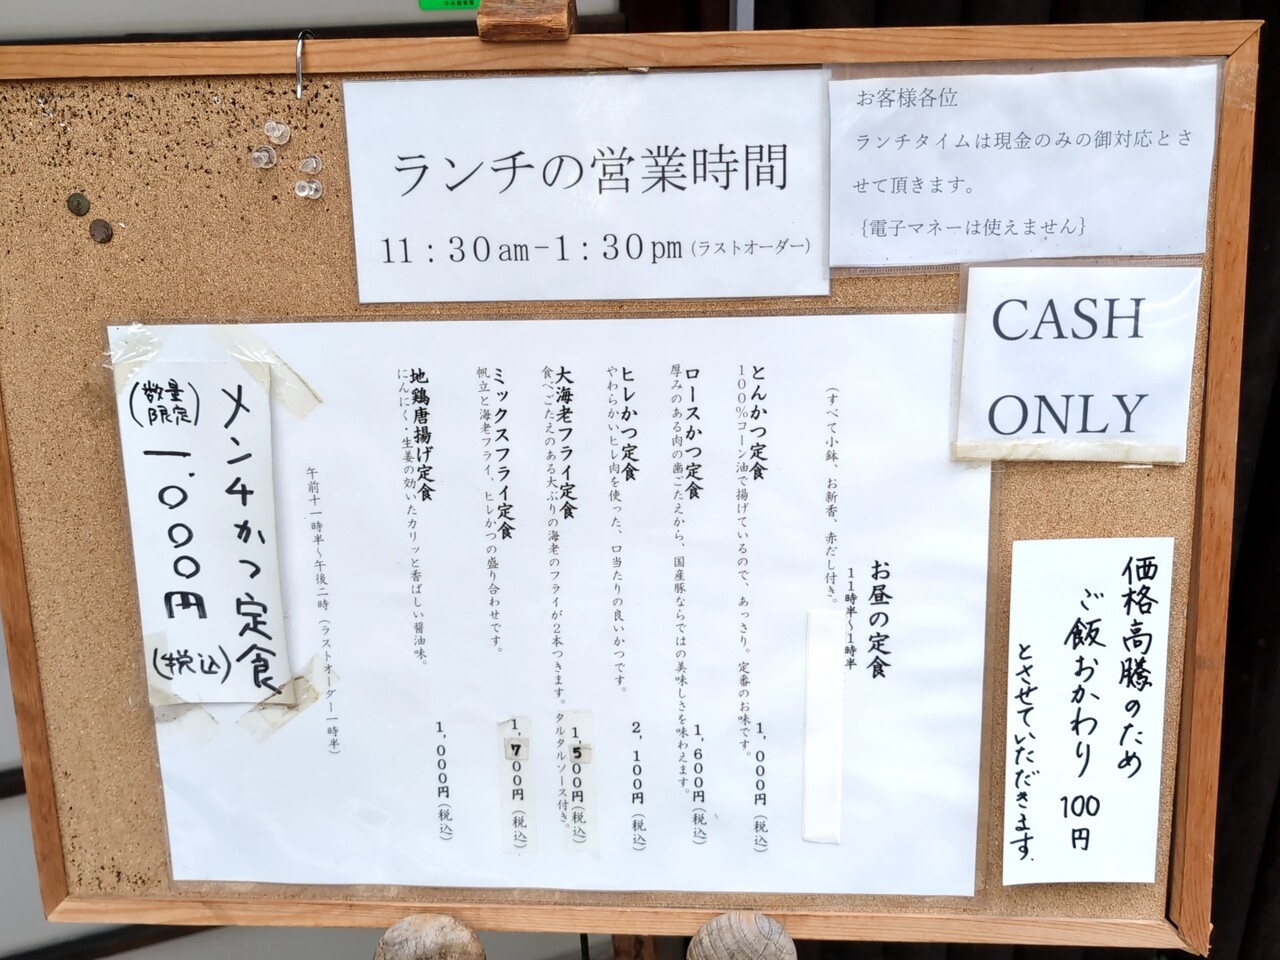 ランチの営業時間
11：30am−1：30pm（ラストオーダー）
お客様各位
ランチタイムは現金のみの御対応とさ
せて頂きます。
{電子マネーは使えません}
CASH
ONLY
お昼の定食
11時半〜1時半
（すべて小鉢、お新香、赤だし付き。
とんかつ定食
100%コーン油で揚げているので、あっさり。定番のお味です。
1,000円（税込）
ロースかつ定食
厚みのある肉の歯ごたえから、国産豚ならではの美味しさを味わえます。
1,600円（税込）
ヒレかつ定食
やわらかいヒレ肉を使った、口当たりの良いかつです。
2,100円（税込）
大海老フライ定食
食べごたえのある大ぶりの海老のフライが2本つきます。タルタルソース付き。
1,500円（税込）
ミックスフライ定食
帆立と海老フライ、ヒレかつの盛り合わせです。
1,700円（税込）
地鶏唐揚げ定食
にんにく・生姜の効いたカリッと香ばしい醤油味。
1,000円（税込）
午前十一時半〜午後二時（ラストオーダー一時半）
メンチかつ定食
（数量限定）
一、000円
（税込）
価格高騰のため
ご飯おかわり100円
とさせていただきます.